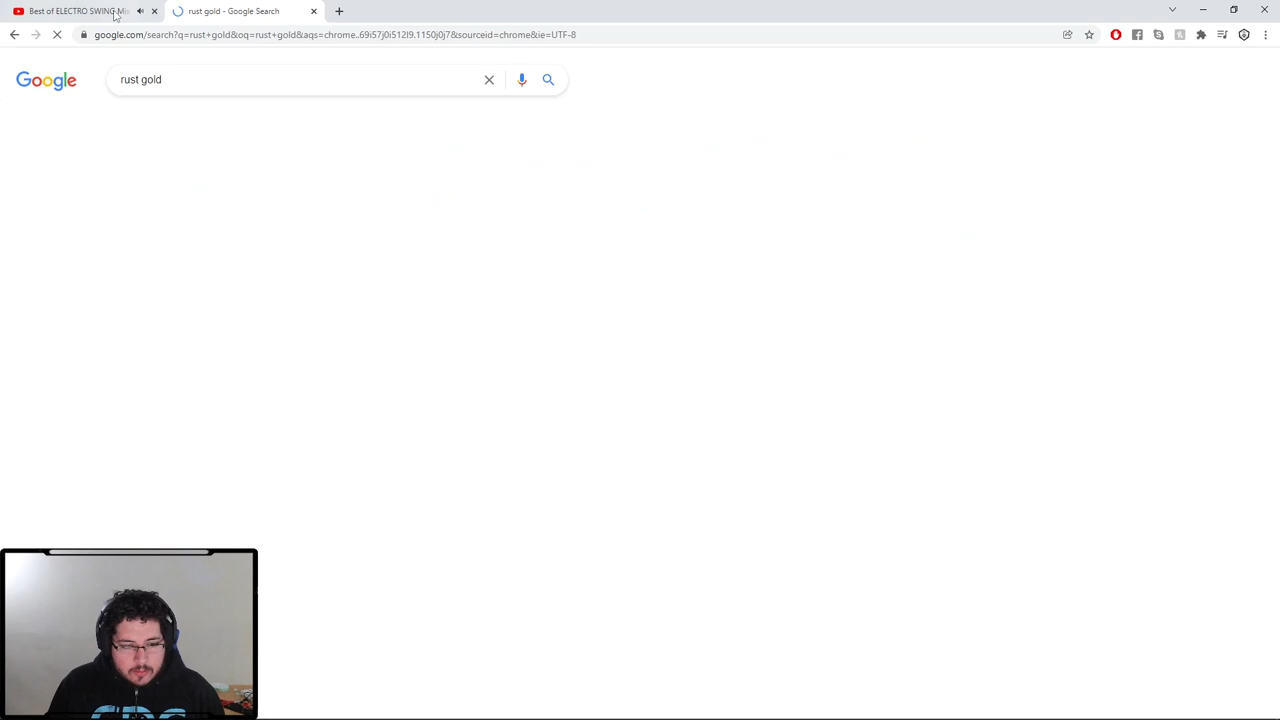 Best of ELECTRO SWING Mi
rust gold - Google Search
google.com/search?q=rust+gold&oq=rust+gold&aqs=chrome..69i57j0i512l9.1150j0j7&sourceid=chrome&ie=UTF-8
Google
rust gold